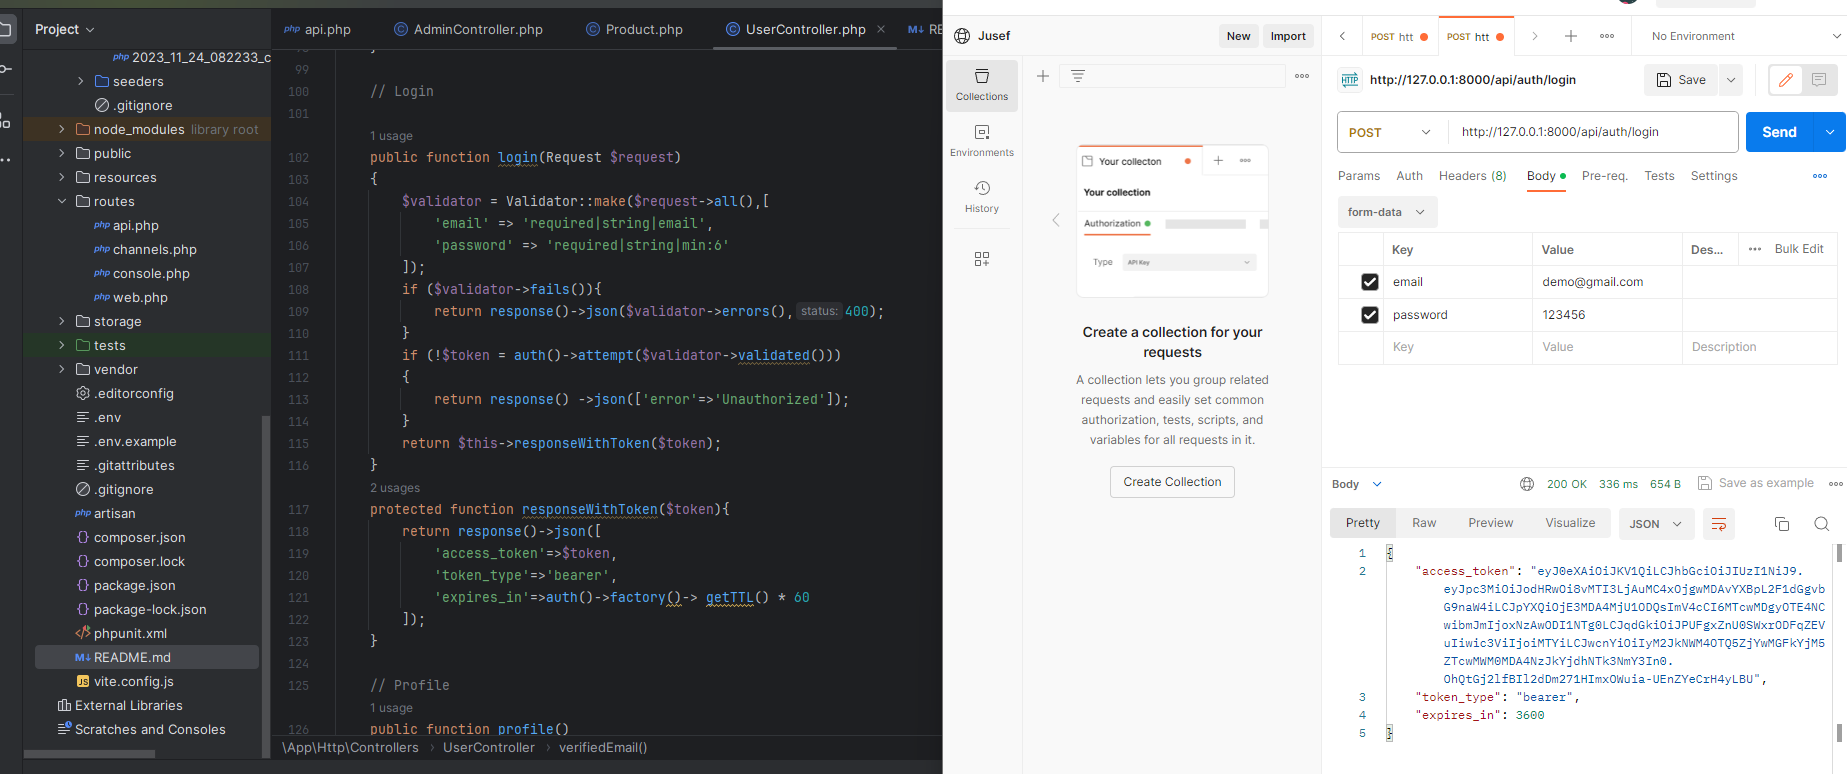 Project
2023_11_24_082233_c
seeders
.gitignore
node_modules library root
public
resources
routes
api.php
channels.php
console.php
web.php
storage
tests
vendor
.editorconfig
.env
.env.example
.gitattributes
.gitignore
artisan
composer.json
composer.lock
package.json
package-lock.json
phpunit.xml
README.md
vite.config.js
External Libraries
Scratches and Consoles
api.php AdminController.php Product.php UserController.php RE
99
100 // Login
101
1 usage
102 public function login(Request $request)
103 {
104 $validator = Validator::make($request->all(),[
105 'email' => 'required|string|email',
106 'password' => 'required|string|min:6'
107 ]);
108 if ($validator->fails()){
109 return response()->json($validator->errors(), status: 400);
110 }
111 if (!$token = auth()->attempt($validator->validated()))
112 {
113 return response() ->json(['error'=>'Unauthorized']);
114 }
115 return $this->responseWithToken($token);
116 }
2 usages
117 protected function responseWithToken($token){
118 return response()->json([
119 'access_token'=>$token,
120 'token_type'=>'bearer',
121 'expires_in'=>auth()->factory()-> getTTL() * 60
122 ]);
123 }
124
125 // Profile
1 usage
126 public function profile()
\App\Http\Controllers › UserController › verifiedEmail()
Jusef
New
Import
Collections
Environments
History
Your collecton
Your collection
Authorization
Type API Key
Create a collection for your
requests
A collection lets you group related
requests and easily set common
authorization, tests, scripts, and
variables for all requests in it.
Create Collection
POST htt POST htt No Environment
HTTP http://127.0.0.1:8000/api/auth/login Save
POST http://127.0.0.1:8000/api/auth/login Send
Params Auth Headers (8) Body Pre-req. Tests Settings
form-data
Key Value Des... Bulk Edit
email demo@gmail.com
password 123456
Key Value Description
Body 200 OK 336 ms 654 B Save as example
Pretty Raw Preview Visualize JSON
1 {
2 "access_token": "eyJ0eXAiOiJKV1QiLCJhbGciOiJIUzI1NiJ9.
eyJpc3MiOiJodHRwOi8vMTI3LjAuMC4xOjgwMDAvYXBpL2F1dGgvb
G9naW4iLCJpYXQiOjE3MDA4MjU1ODQsImV4cCI6MTcwMDgyOTE4NC
wibmJmIjoxNzAwODI1NTg0LCJqdGkiOiJPUFgxZnU0SWxrODFqZEV
uIiwic3ViIjoiMTYiLCJwcnYiOiIyM2JkNWM4OTQ5ZjYwMGFkYjM5
ZTcwMWM0MDA4NzJkYjdhNTk3NmY3In0.
OhQtGj2lfBIl2dDm271HImxOWuia-UEnZYeCrH4yLBU",
3 "token_type": "bearer",
4 "expires_in": 3600
5 }